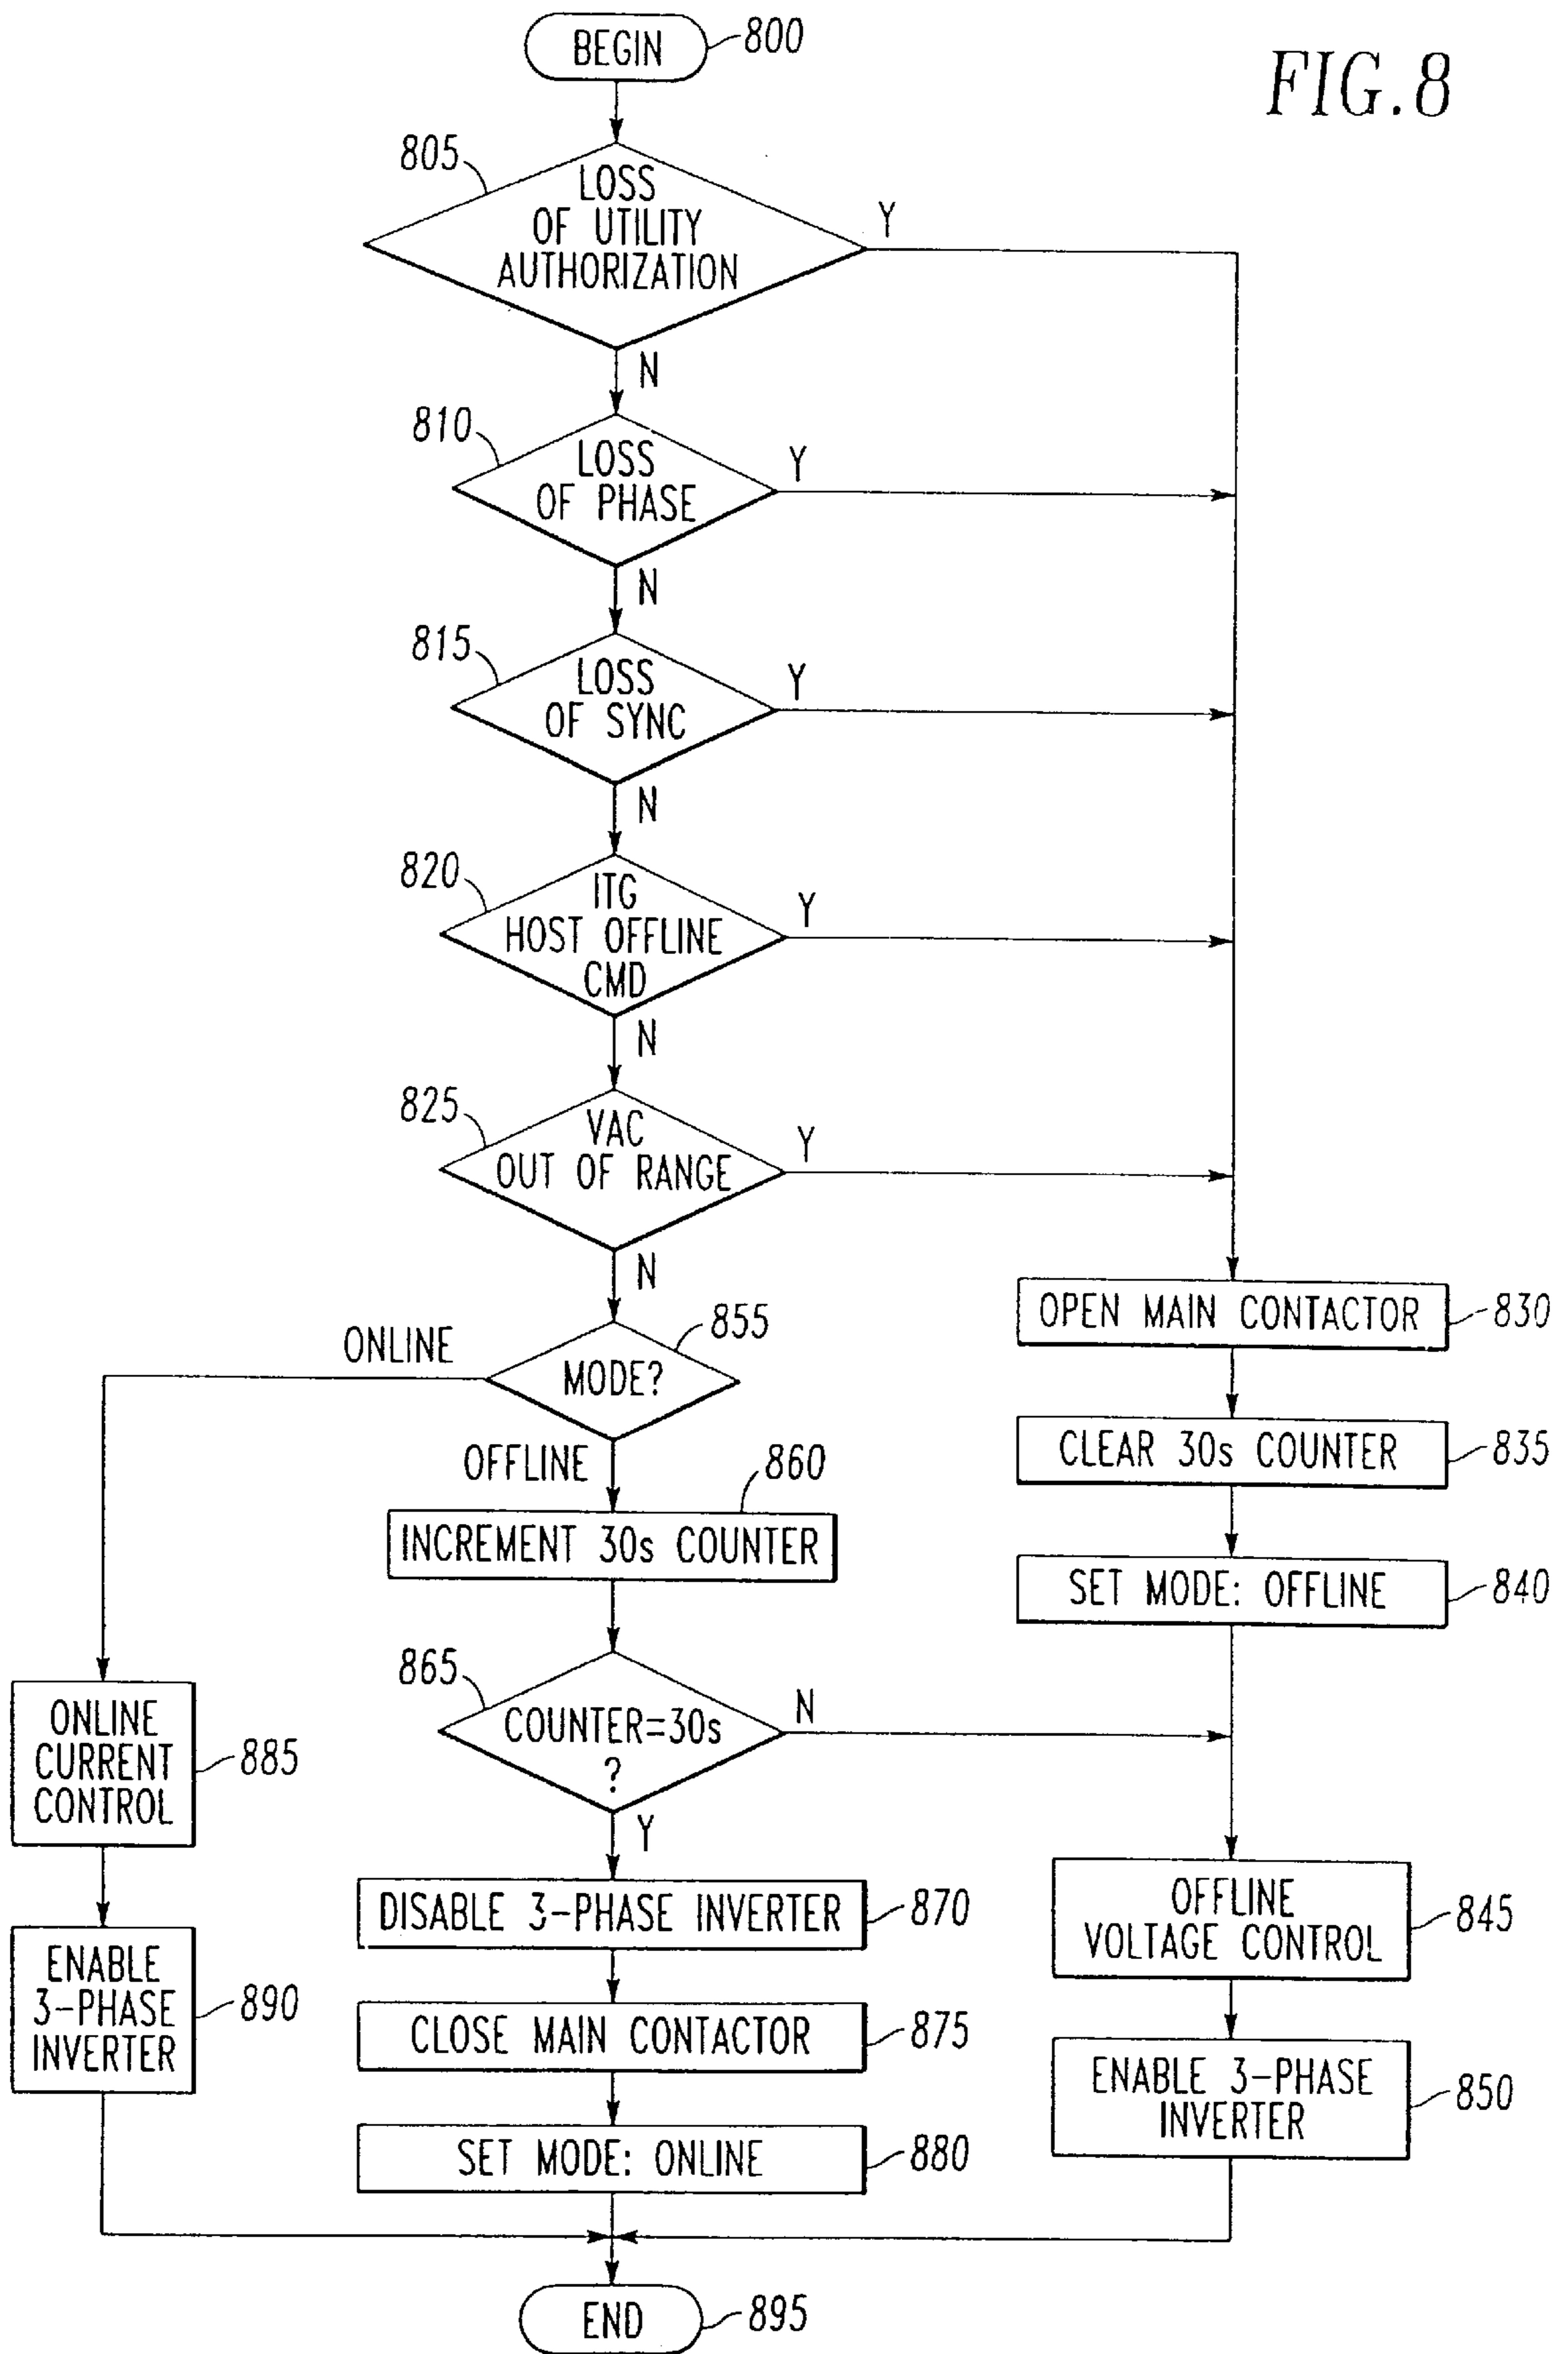 BEGIN
800
FIG. 8
805
LOSS
OF UTILITY
AUTHORIZATION
Y
N
810
LOSS
OF PHASE
Y
N
815
LOSS
OF SYNC
Y
N
820
ITG
HOST OFFLINE
CMD
Y
N
825
VAC
OUT OF RANGE
Y
N
OPEN MAIN CONTACTOR
830
855
ONLINE
MODE?
CLEAR 30s COUNTER
835
OFFLINE
860
INCREMENT 30s COUNTER
SET MODE: OFFLINE
840
865
COUNTER=30s
?
N
Y
ONLINE
CURRENT
CONTROL
885
DISABLE 3-PHASE INVERTER
870
OFFLINE
VOLTAGE CONTROL
845
ENABLE
3-PHASE
INVERTER
890
CLOSE MAIN CONTACTOR
875
ENABLE 3-PHASE
INVERTER
850
SET MODE: ONLINE
880
END
895